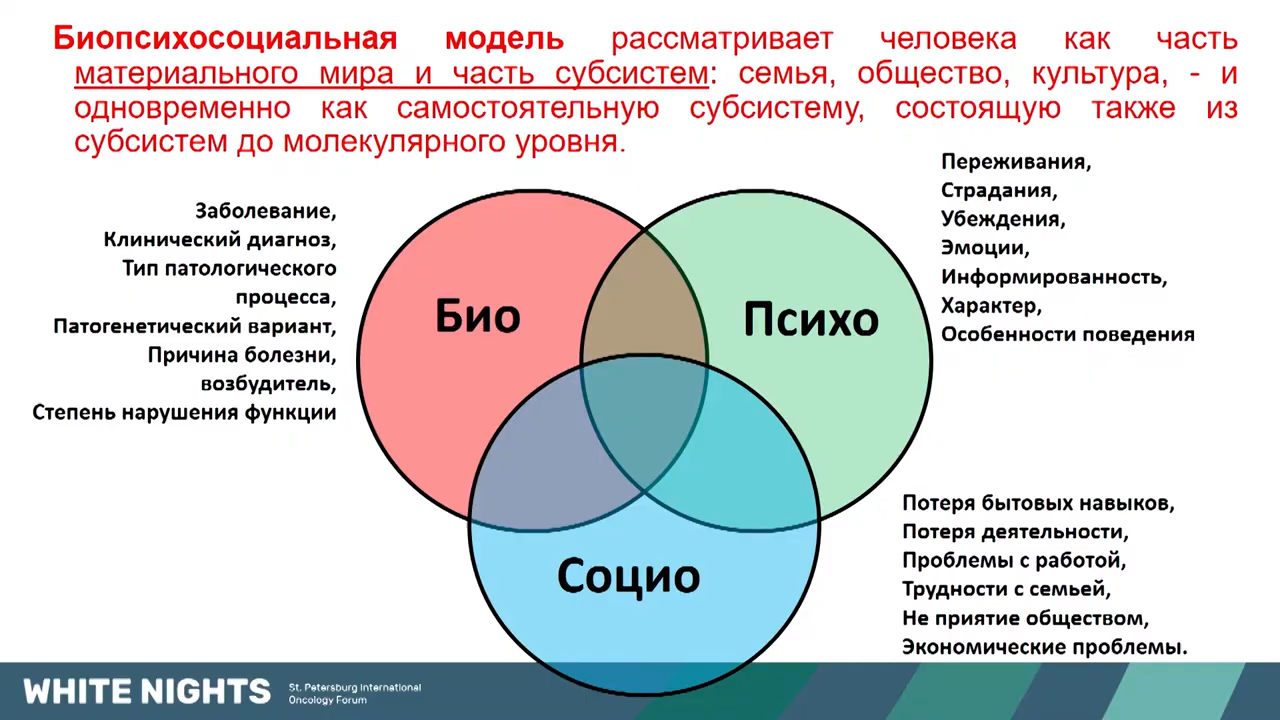 Биопсихосоциальная модель рассматривает человека как часть
материального мира и часть субсистем: семья, общество, культура, - и
одновременно как самостоятельную субсистему, состоящую также из
субсистем до молекулярного уровня.
Заболевание,
Клинический диагноз,
Тип патологического
процесса,
Патогенетический вариант,
Причина болезни,
возбудитель,
Степень нарушения функции
Био
Психо
Социо
Переживания,
Страдания,
Убеждения,
Эмоции,
Информированность,
Характер,
Особенности поведения
Потеря бытовых навыков,
Потеря деятельности,
Проблемы с работой,
Трудности с семьей,
Не приятие обществом,
Экономические проблемы.
WHITE NIGHTS
St. Petersburg International
Oncology Forum